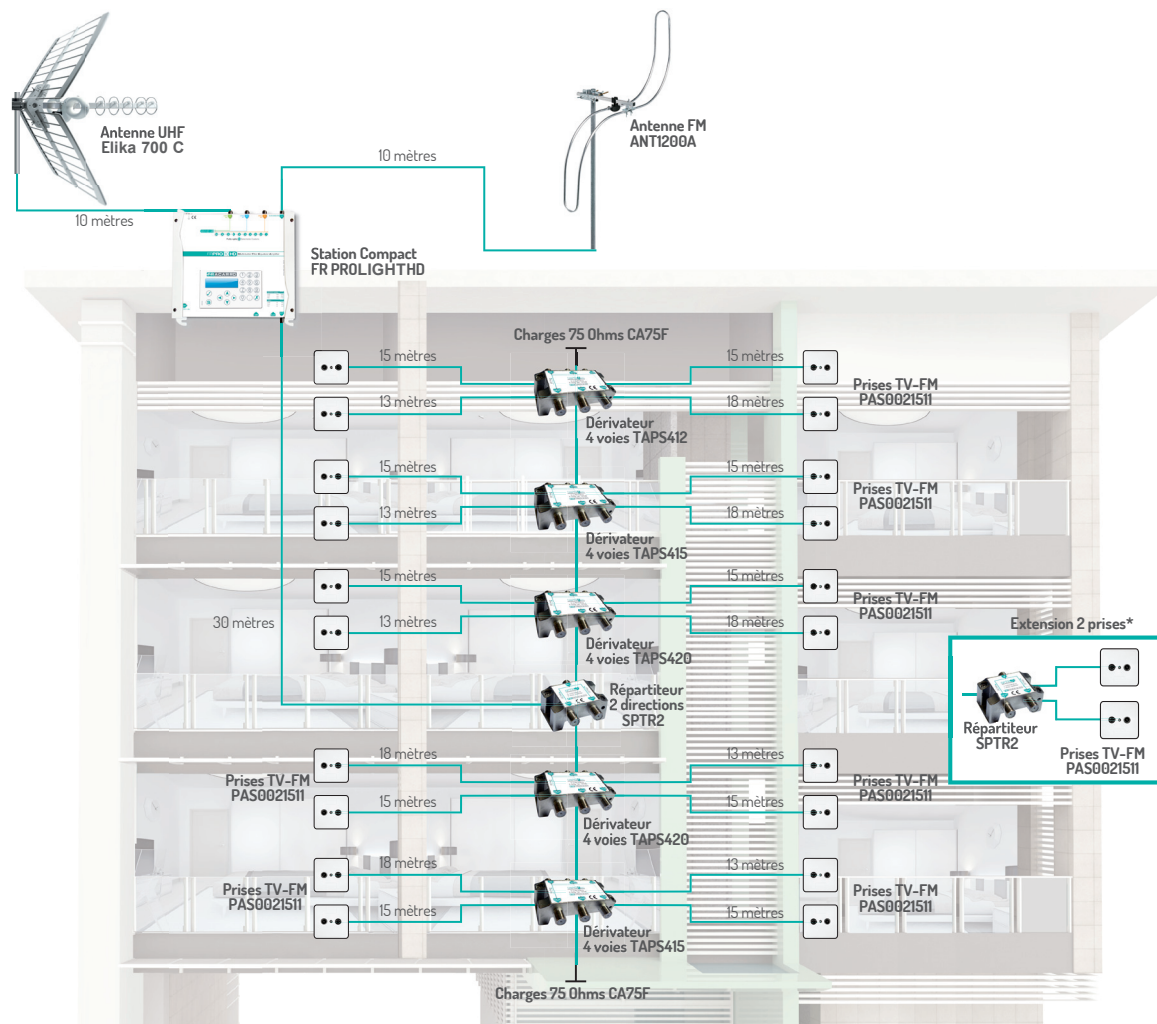 Antenne UHF
Elika 700 C
Antenne FM
ANT1200A
10 mètres
10 mètres
Station Compact
FR PROLIGHTHD
Charges 75 Ohms CA75F
15 mètres
15 mètres
Prises TV-FM
PAS0021511
13 mètres
18 mètres
Dérivateur
4 voies TAPS412
15 mètres
15 mètres
Prises TV-FM
PAS0021511
13 mètres
18 mètres
Dérivateur
4 voies TAPS415
15 mètres
15 mètres
Prises TV-FM
PAS0021511
30 mètres
13 mètres
18 mètres
Extension 2 prises*
Dérivateur
4 voies TAPS420
Répartiteur
2 directions
SPTR2
Répartiteur
SPTR2
Prises TV-FM
PAS0021511
18 mètres
13 mètres
Prises TV-FM
PAS0021511
Prises TV-FM
PAS0021511
15 mètres
15 mètres
Dérivateur
4 voies TAPS420
18 mètres
13 mètres
Prises TV-FM
PAS0021511
Prises TV-FM
PAS0021511
15 mètres
15 mètres
Dérivateur
4 voies TAPS415
Charges 75 Ohms CA75F